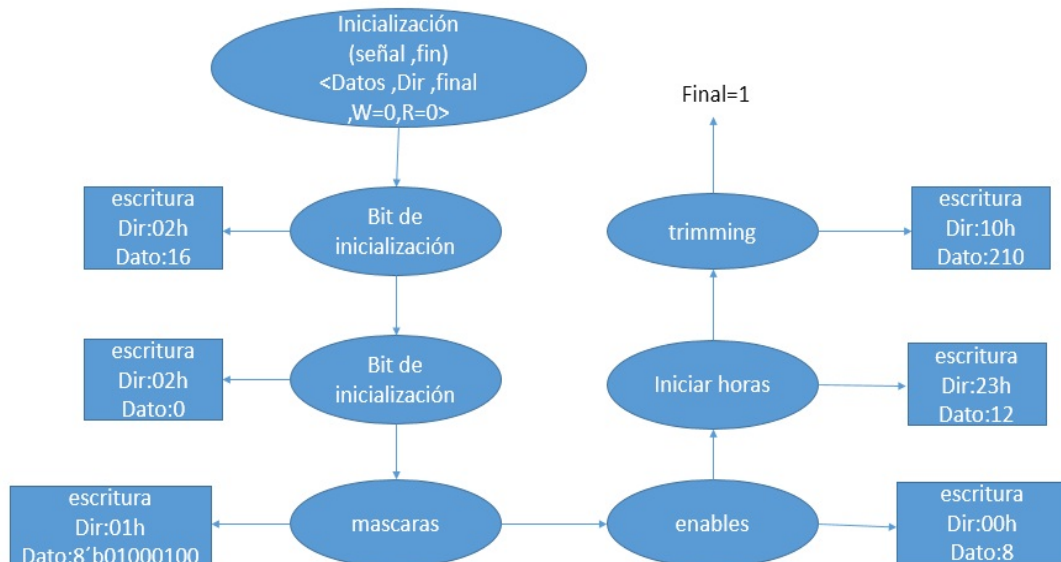 Inicialización
(señal ,fin)
<Datos ,Dir ,final
,W=0,R=0>
escritura
Dir:02h
Dato:16
Bit de
inicialización
escritura
Dir:02h
Dato:0
Bit de
inicialización
escritura
Dir:01h
Dato:8´b01000100
mascaras
enables
escritura
Dir:00h
Dato:8
Iniciar horas
escritura
Dir:23h
Dato:12
trimming
escritura
Dir:10h
Dato:210
Final=1